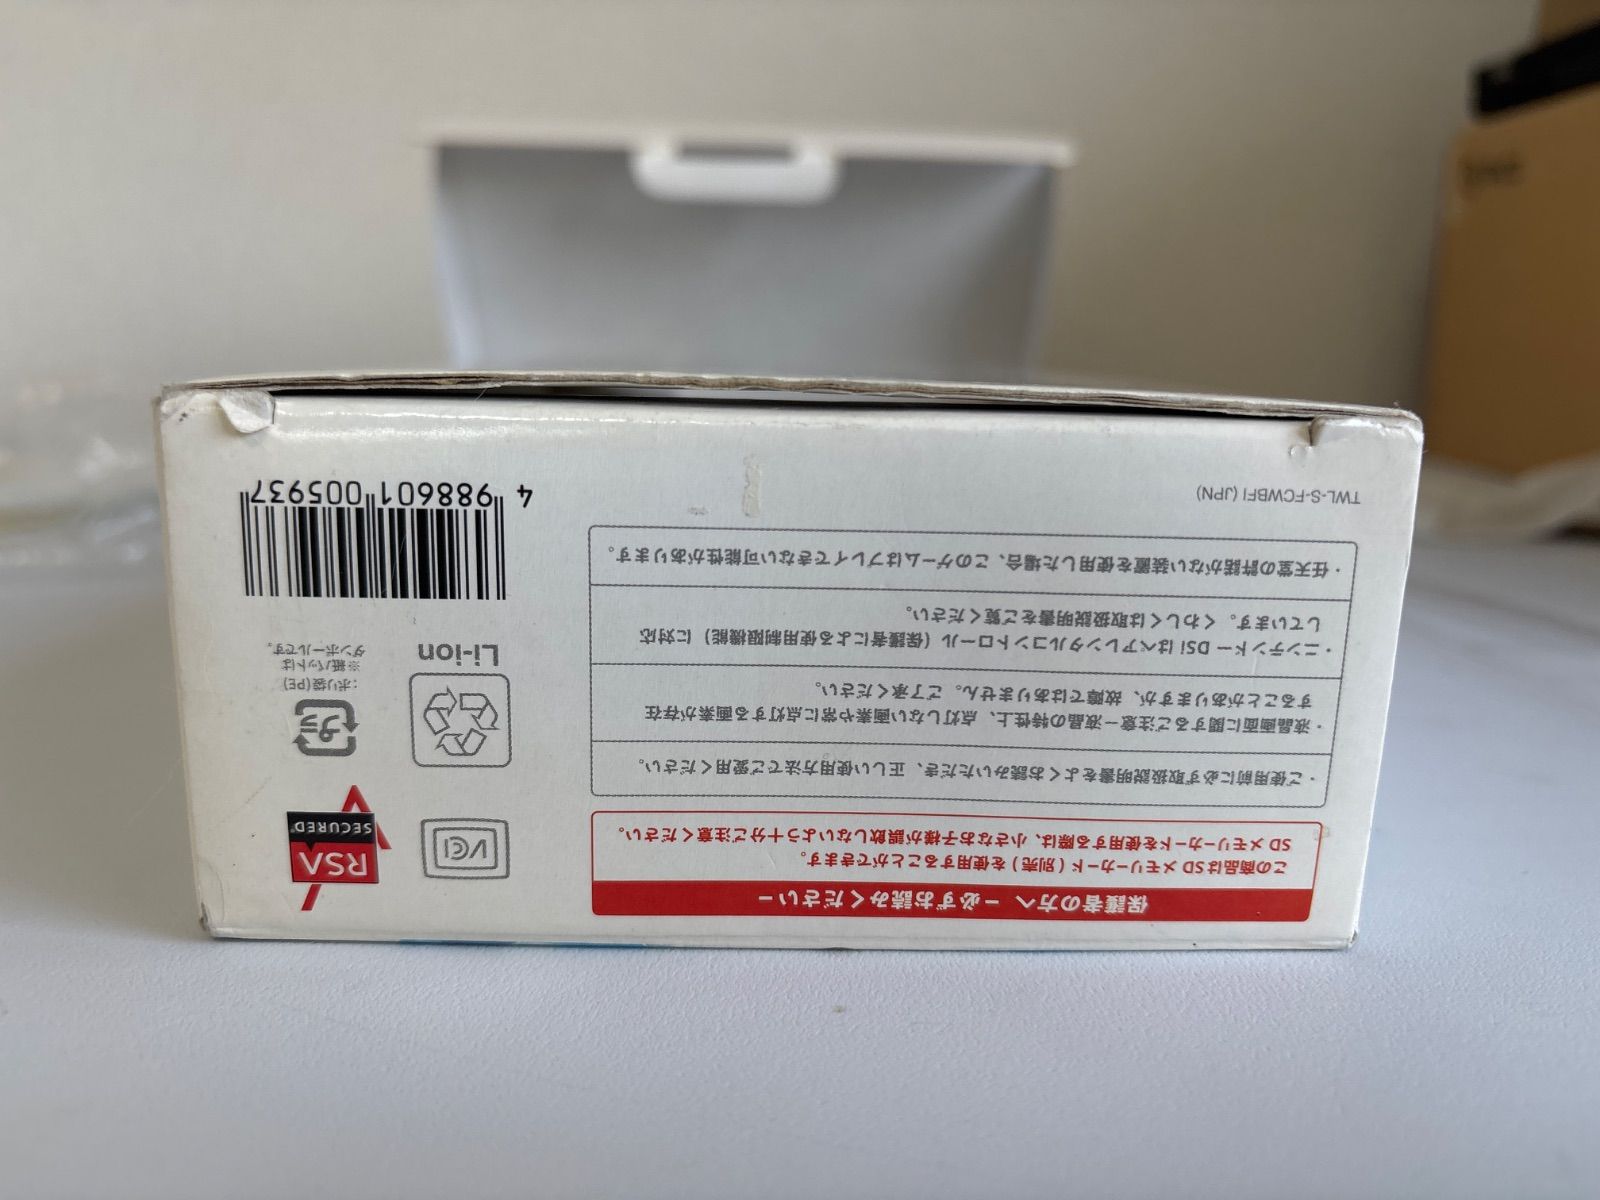 保護者の方へ －必ずお読みください－
この商品はSDメモリーカード（別売）を使用することができます。
SDメモリーカードを使用する際は、小さなお子様が誤飲しないよう十分ご注意ください。
・ご使用前に必ず取扱説明書をよくお読みいただき、正しい使用方法でご愛用ください。
・液晶画面に関するご注意－液晶の特性上、点灯しない画素や常に点灯する画素が存在
することがありますが、故障ではありません。ご了承ください。
・ニンテンドーDSiはペアレンタルコントロール（保護者による使用制限機能）に対応
しています。くわしくは取扱説明書をご覧ください。
・任天堂の許諾がない装置を使用した場合、このゲームはプレイできない可能性があります。
TWL-S-FCWBFI (JPN)
VCI
RSA
SECURED
Li-ion
プラ
：ポリ袋(PE)
※紙パットは
ダンボールです。
4 988601 005937